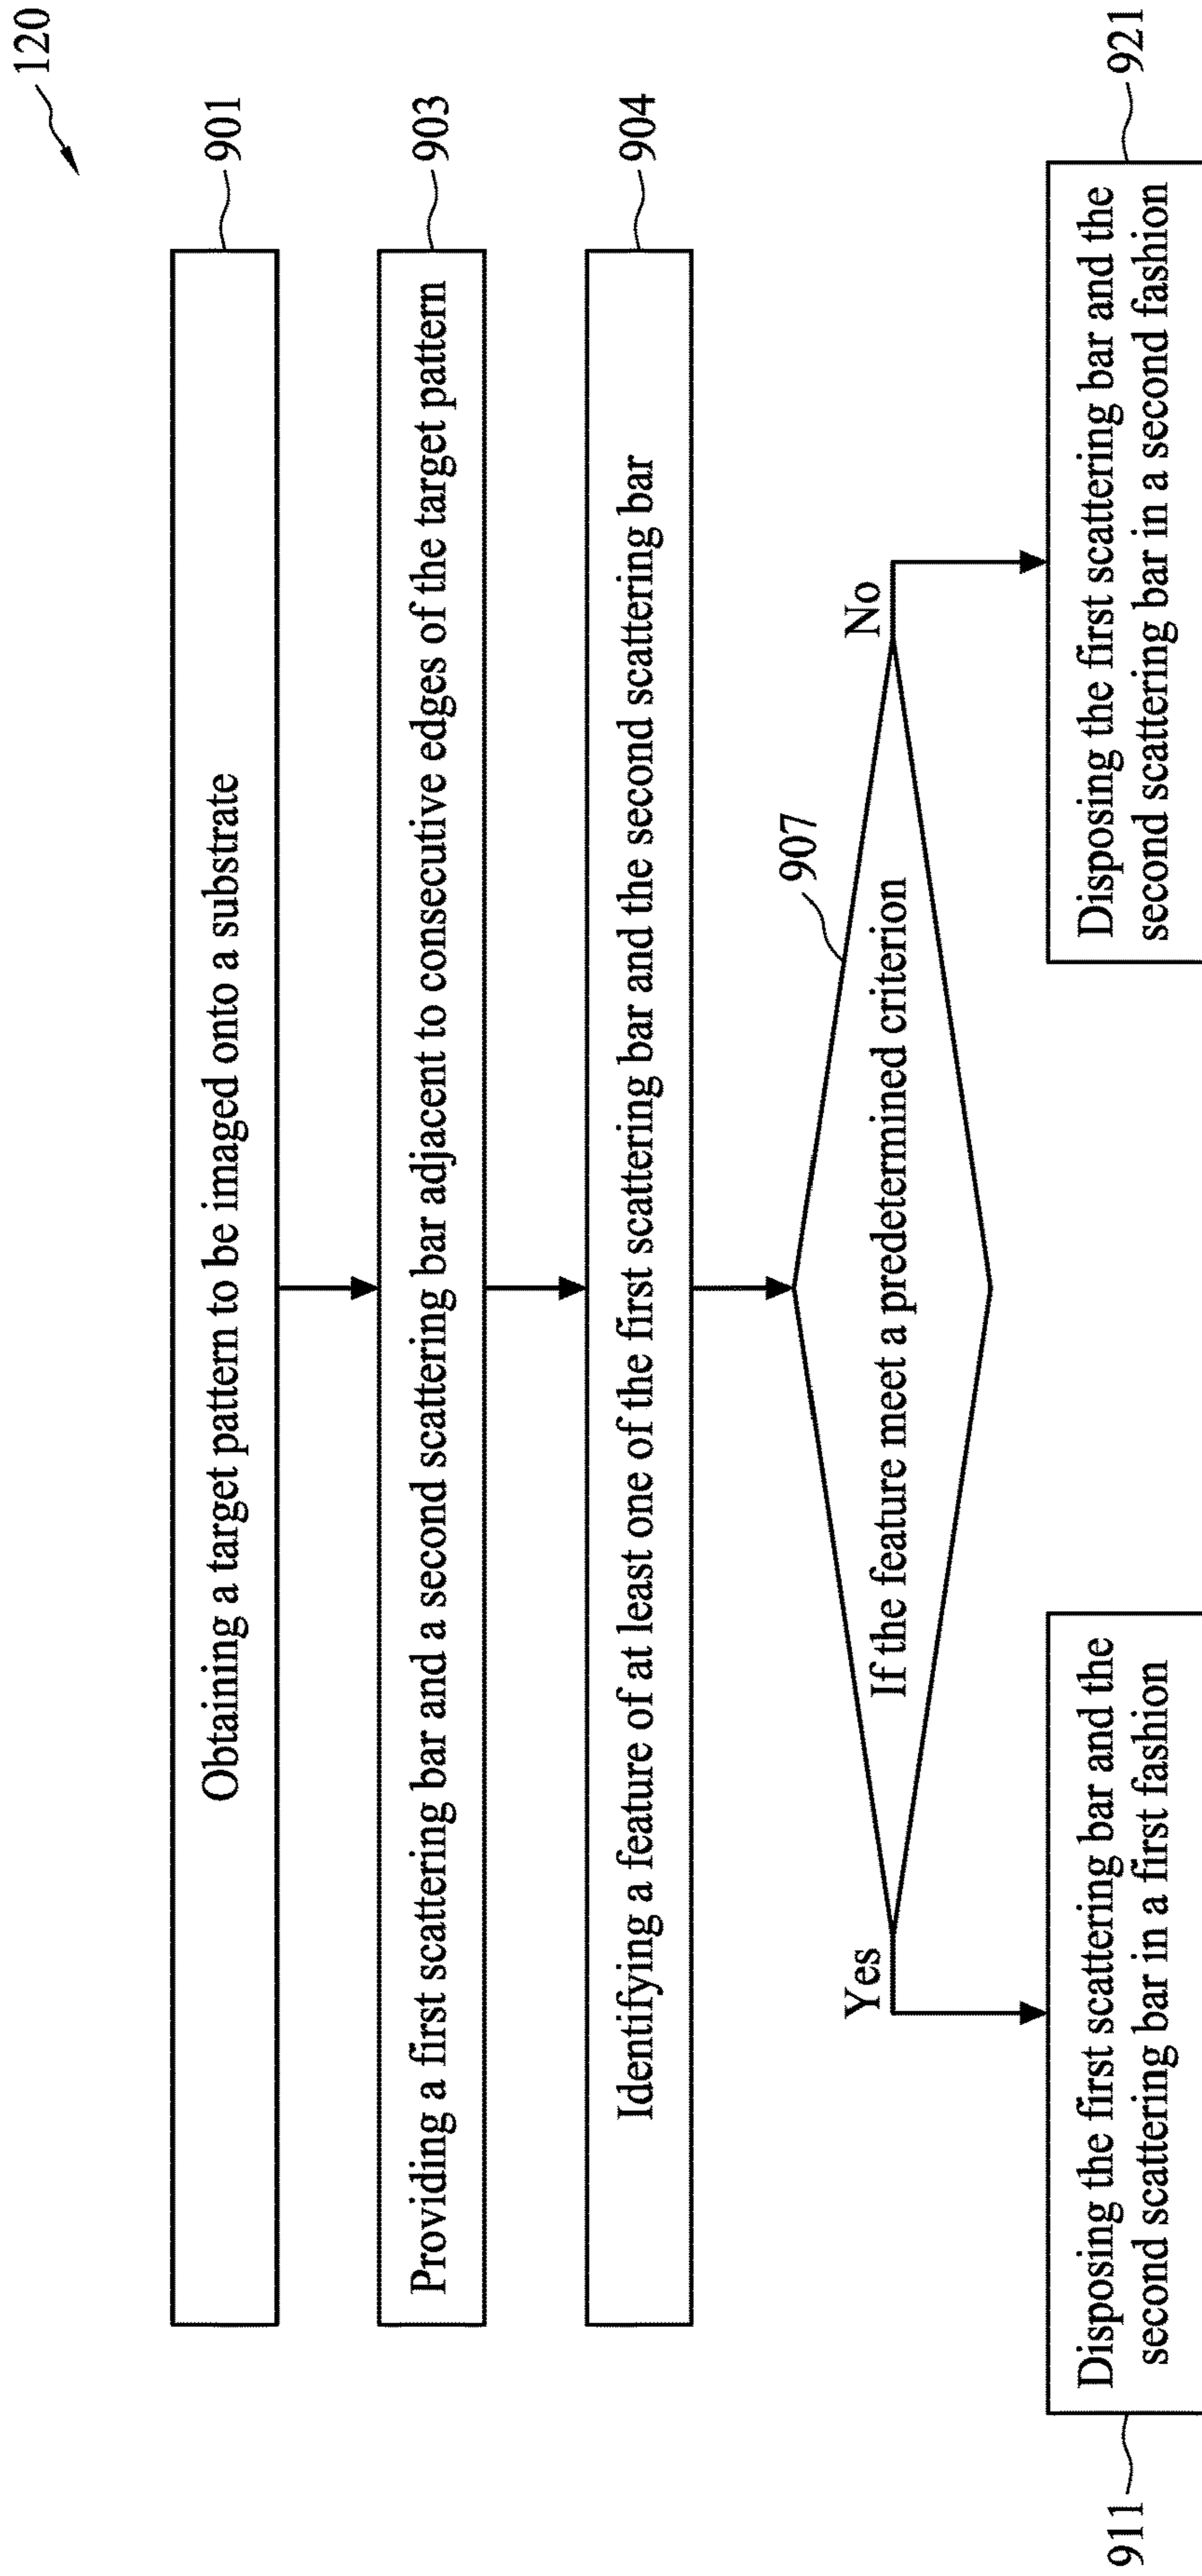 120
901
Obtaining a target pattern to be imaged onto a substrate
903
Providing a first scattering bar and a second scattering bar adjacent to consecutive edges of the target pattern
904
Identifying a feature of at least one of the first scattering bar and the second scattering bar
907
If the feature meet a predetermined criterion
Yes
No
911
Disposing the first scattering bar and the
second scattering bar in a first fashion
921
Disposing the first scattering bar and the
second scattering bar in a second fashion